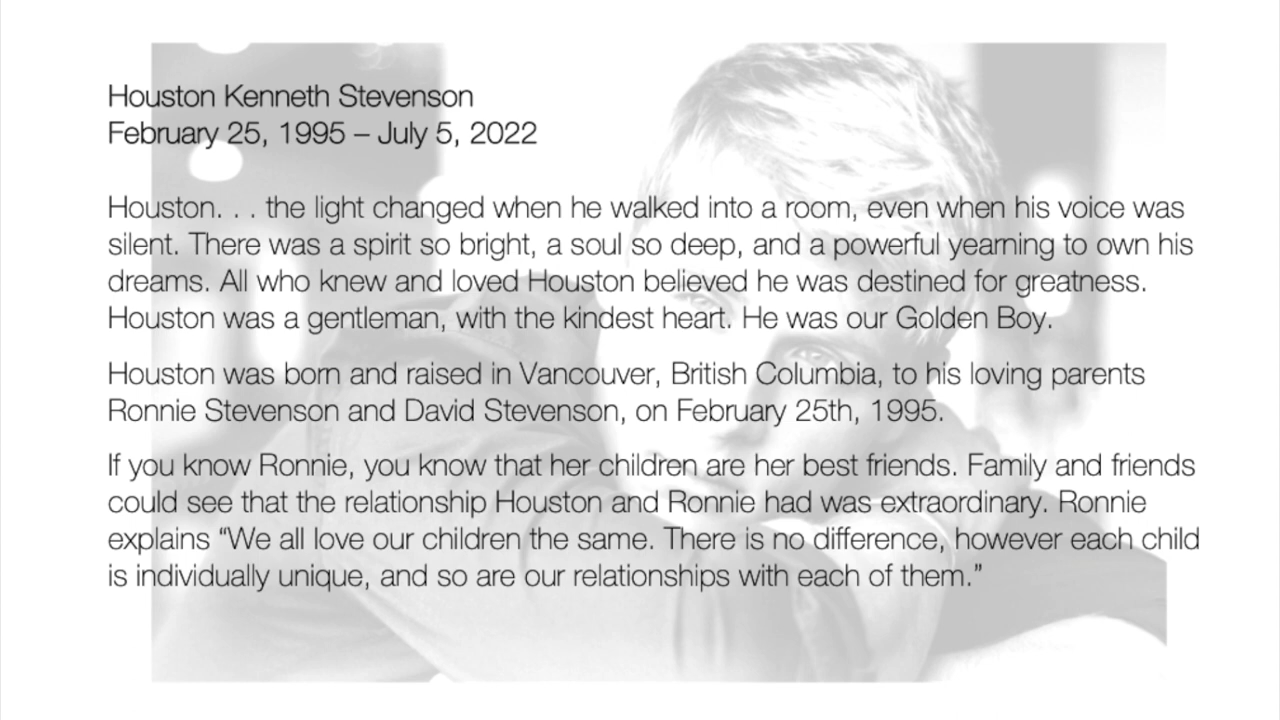 Houston Kenneth Stevenson
February 25, 1995 – July 5, 2022
Houston. . . the light changed when he walked into a room, even when his voice was
silent. There was a spirit so bright, a soul so deep, and a powerful yearning to own his
dreams. All who knew and loved Houston believed he was destined for greatness.
Houston was a gentleman, with the kindest heart. He was our Golden Boy.
Houston was born and raised in Vancouver, British Columbia, to his loving parents
Ronnie Stevenson and David Stevenson, on February 25th, 1995.
If you know Ronnie, you know that her children are her best friends. Family and friends
could see that the relationship Houston and Ronnie had was extraordinary. Ronnie
explains “We all love our children the same. There is no difference, however each child
is individually unique, and so are our relationships with each of them.”